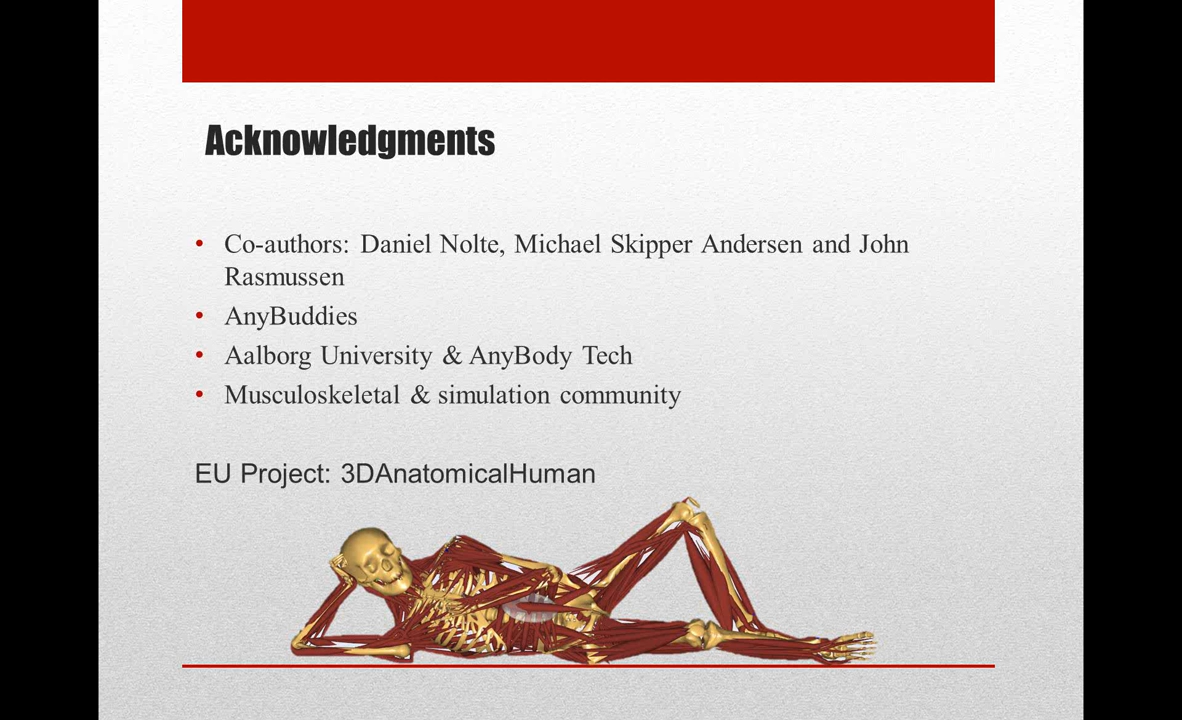 Acknowledgments
• Co-authors: Daniel Nolte, Michael Skipper Andersen and John
Rasmussen
• AnyBuddies
• Aalborg University & AnyBody Tech
• Musculoskeletal & simulation community
EU Project: 3DAnatomicalHuman